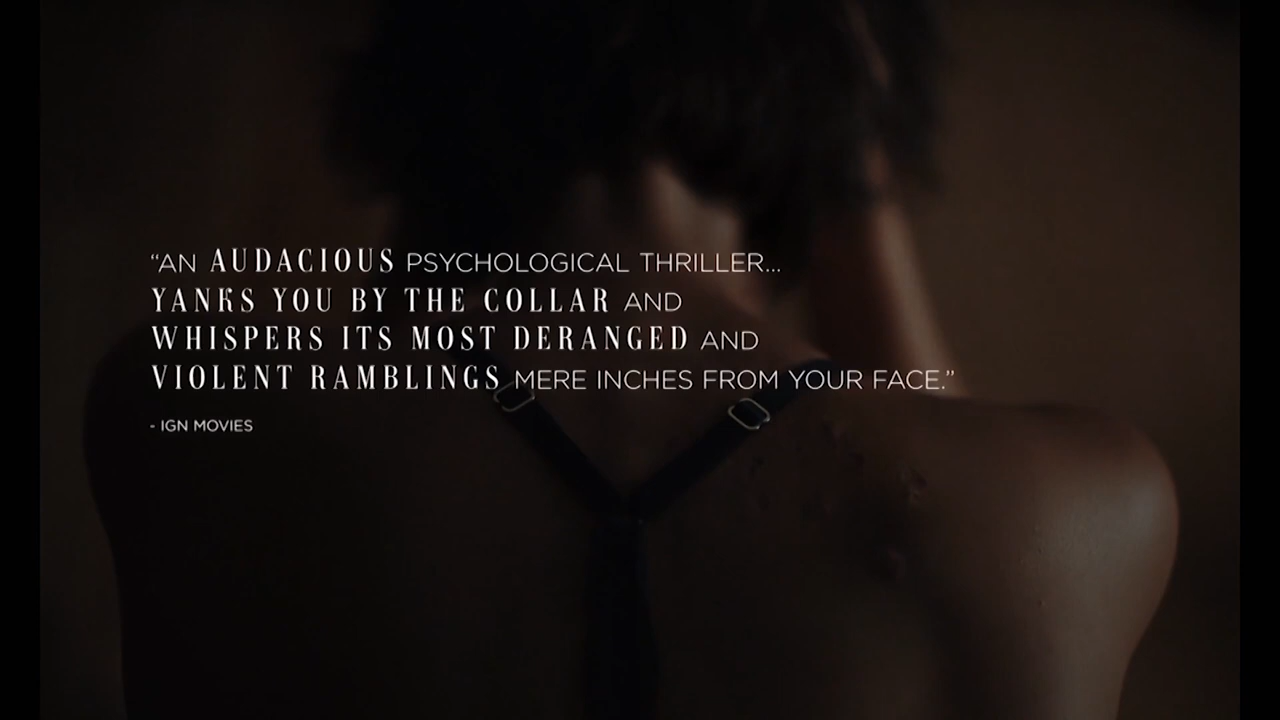 “AN AUDACIOUS PSYCHOLOGICAL THRILLER...
YANKS YOU BY THE COLLAR AND
WHISPERS ITS MOST DERANGED AND
VIOLENT RAMBLINGS MERE INCHES FROM YOUR FACE.”
- IGN MOVIES